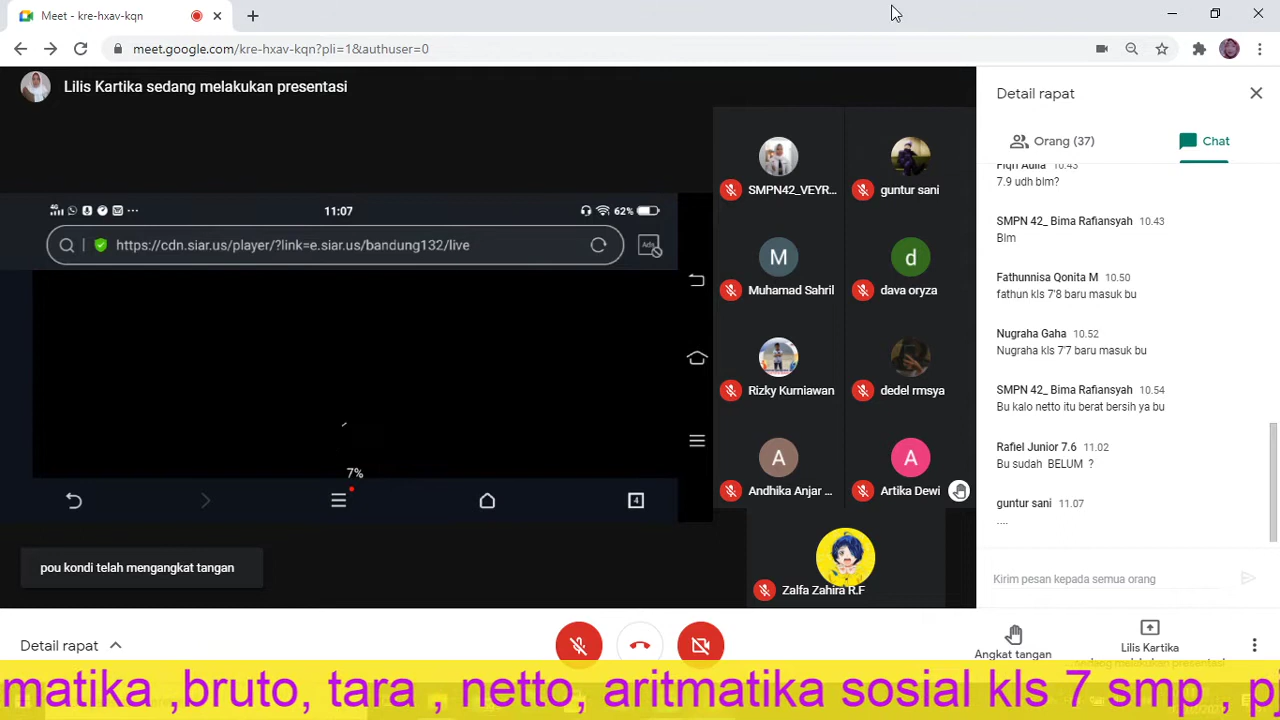 Meet - kre-hxav-kqn
meet.google.com/kre-hxav-kqn?pli=1&authuser=0
Lilis Kartika sedang melakukan presentasi
11:07
62%
https://cdn.siar.us/player/?link=e.siar.us/bandung132/live
Ads
7%
4
pou kondi telah mengangkat tangan
SMPN42_VEYR...
guntur sani
M
Muhamad Sahril
d
dava oryza
Rizky Kurniawan
dedel rmsya
A
Andhika Anjar ...
A
Artika Dewi
Zalfa Zahira R.F
Detail rapat
Orang (37)
Chat
Fiqri Aulia 10.43
7.9 udh blm?
SMPN 42_ Bima Rafiansyah 10.43
Blm
Fathunnisa Qonita M 10.50
fathun kls 7'8 baru masuk bu
Nugraha Gaha 10.52
Nugraha kls 7'7 baru masuk bu
SMPN 42_ Bima Rafiansyah 10.54
Bu kalo netto itu berat bersih ya bu
Rafiel Junior 7.6 11.02
Bu sudah BELUM ?
guntur sani 11.07
....
Kirim pesan kepada semua orang
Detail rapat
Angkat tangan
Lilis Kartika
sedang melakukan presentasi
matika ,bruto, tara , netto, aritmatika sosial kls 7 smp , pj